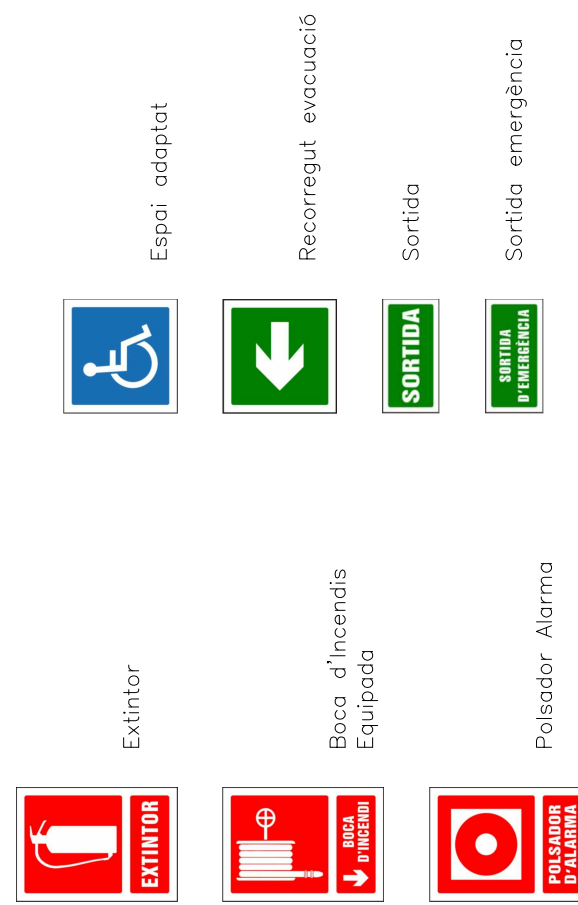 EXTINTOR
Extintor
BOCA
D'INCENDI
Boca d'Incendis
Equipada
POLSADOR
D'ALARMA
Polsador Alarma
Espai adaptat
Recorregut evacuació
SORTIDA
Sortida
SORTIDA
D'EMERGÈNCIA
Sortida emergència